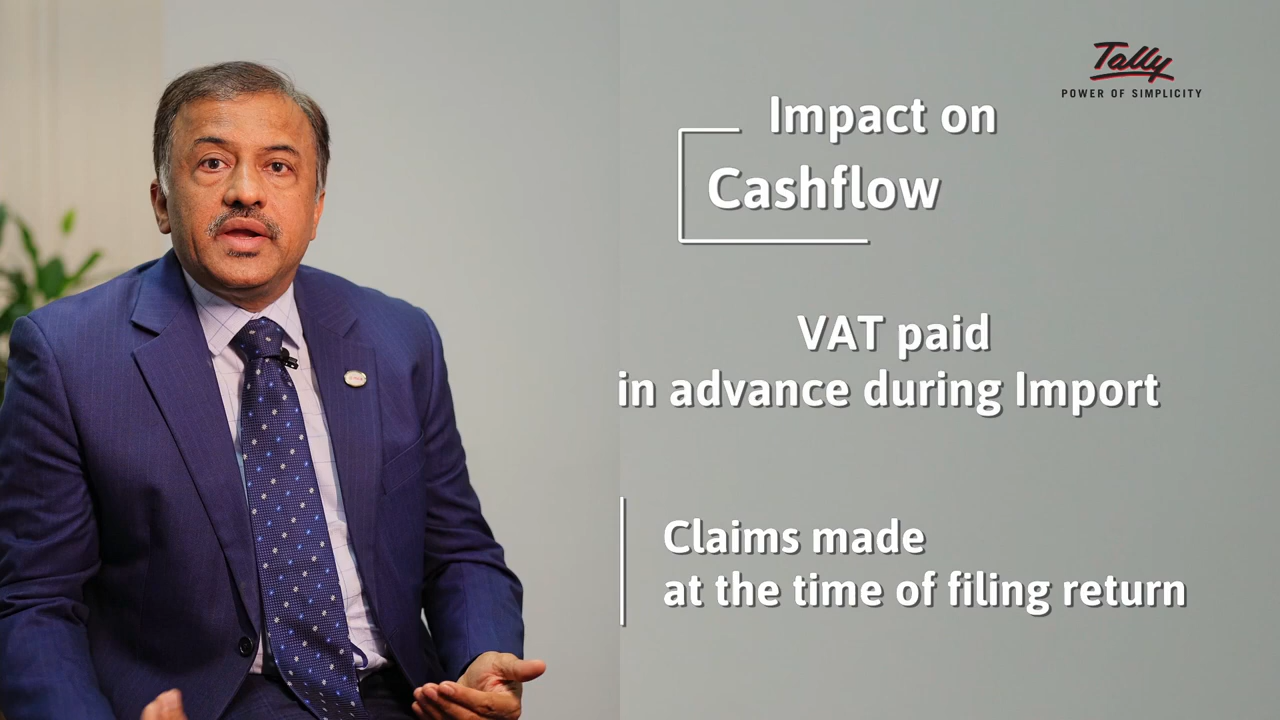 Tally
POWER OF SIMPLICITY
Impact on
Cashflow
VAT paid
in advance during Import
Claims made
at the time of filing return